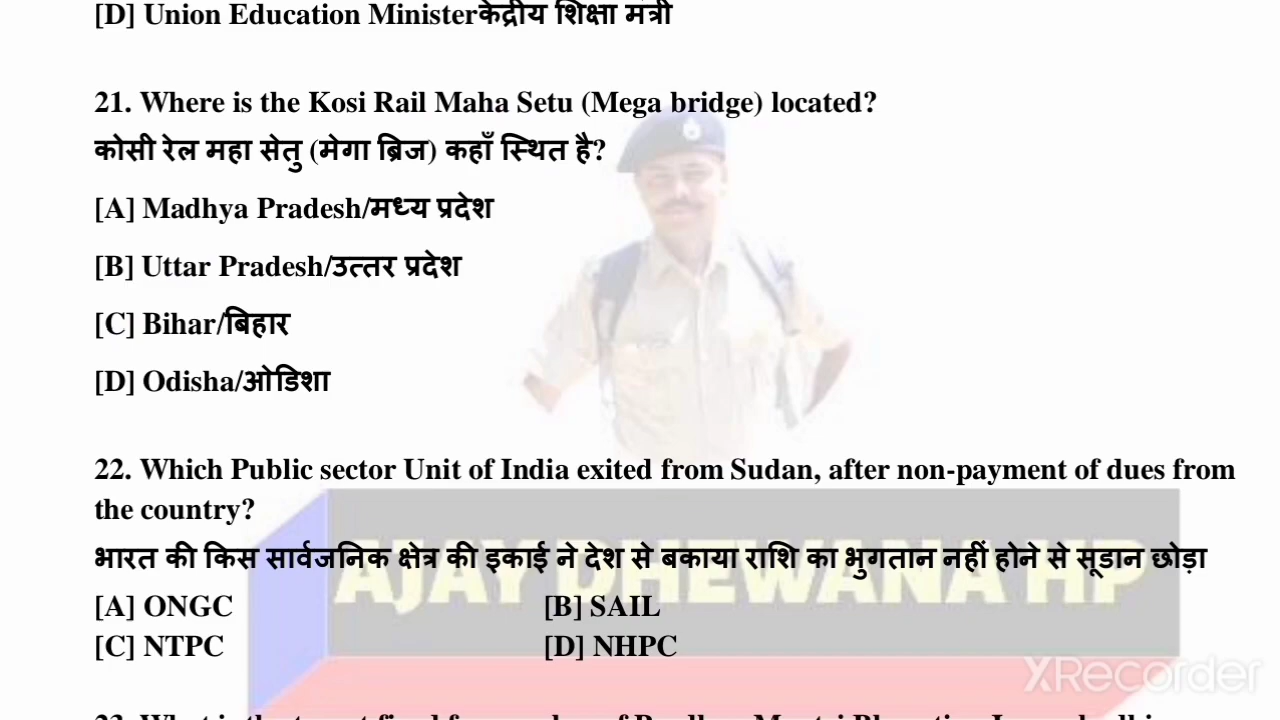 [D] Union Education Ministerकेंद्रीय शिक्षा मंत्री
21. Where is the Kosi Rail Maha Setu (Mega bridge) located?
कोसी रेल महा सेतु (मेगा ब्रिज) कहाँ स्थित है?
[A] Madhya Pradesh/मध्य प्रदेश
[B] Uttar Pradesh/उत्तर प्रदेश
[C] Bihar/बिहार
[D] Odisha/ओडिशा
22. Which Public sector Unit of India exited from Sudan, after non-payment of dues from
the country?
भारत की किस सार्वजनिक क्षेत्र की इकाई ने देश से बकाया राशि का भुगतान नहीं होने से सूडान छोड़ा
AJAY DHEWANA HP
[A] ONGC [B] SAIL
[C] NTPC [D] NHPC
XRecorder